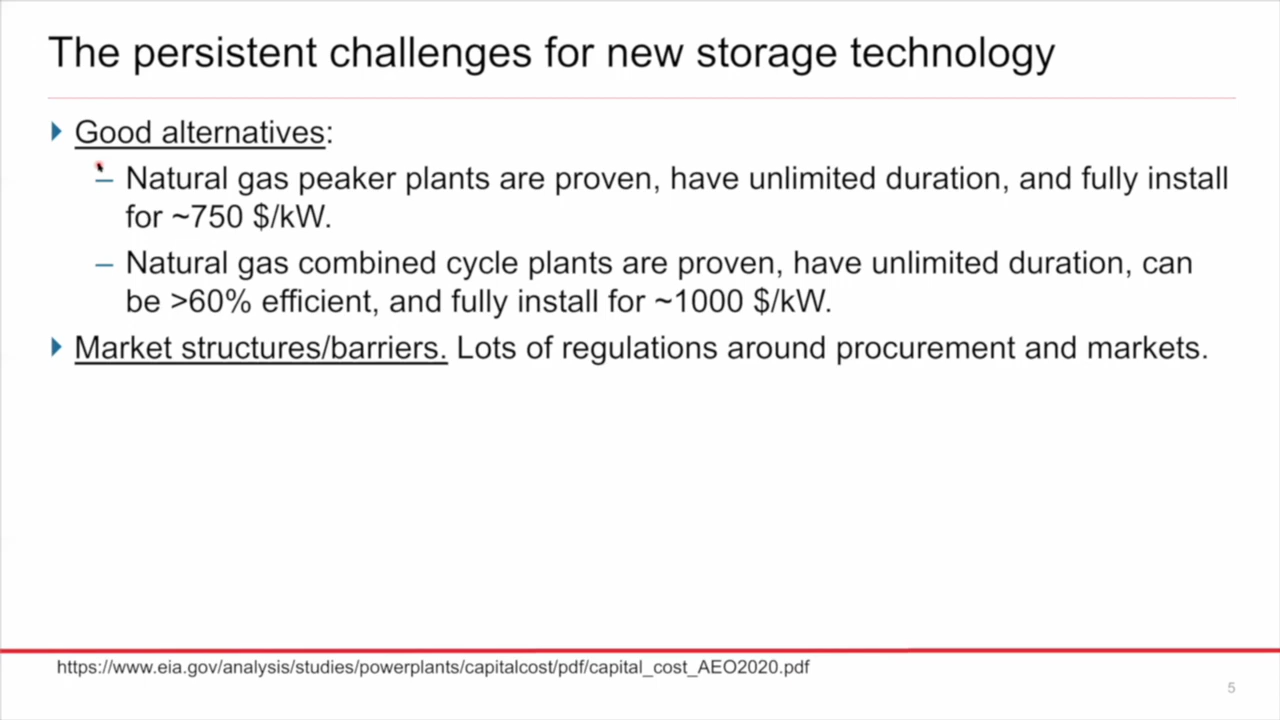 The persistent challenges for new storage technology
Good alternatives:
– Natural gas peaker plants are proven, have unlimited duration, and fully install
for ~750 $/kW.
– Natural gas combined cycle plants are proven, have unlimited duration, can
be >60% efficient, and fully install for ~1000 $/kW.
Market structures/barriers. Lots of regulations around procurement and markets.
https://www.eia.gov/analysis/studies/powerplants/capitalcost/pdf/capital_cost_AEO2020.pdf
5